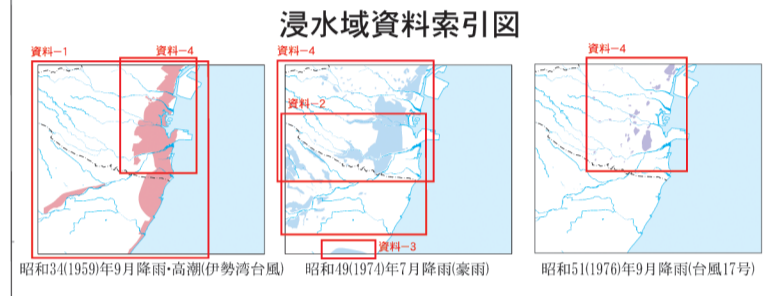 浸水域資料索引図
資料−1
資料−4
資料−4
資料−2
資料−3
資料−4
昭和34(1959)年9月降雨・高潮(伊勢湾台風)
昭和49(1974)年7月降雨(豪雨)
昭和51(1976)年9月降雨(台風17号)